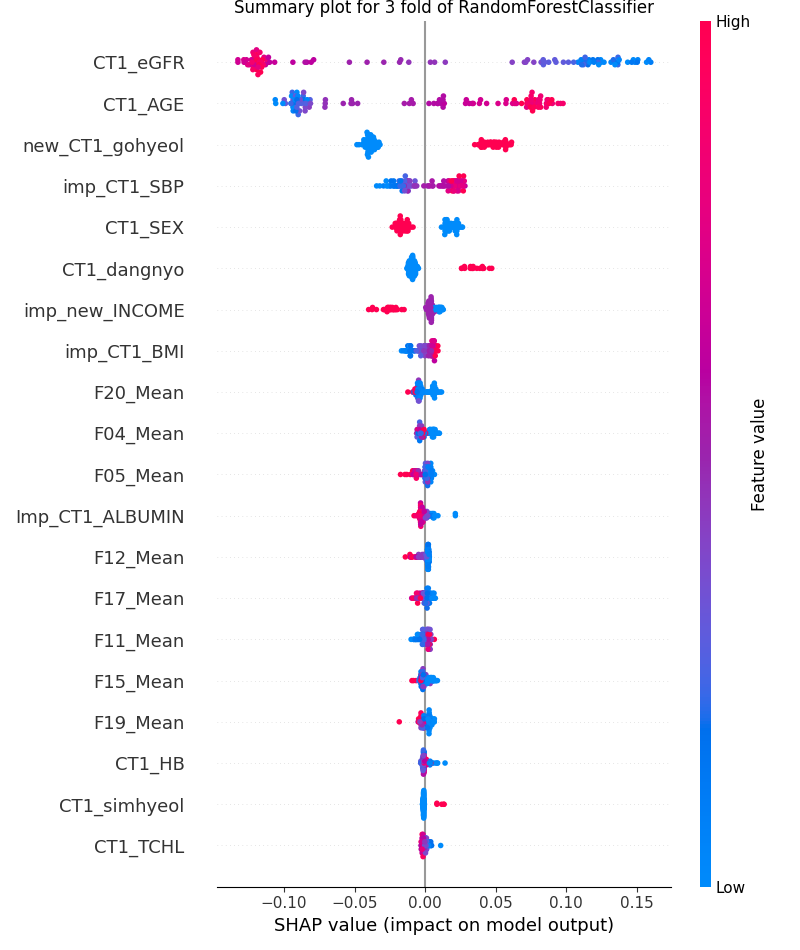 Summary plot for 3 fold of RandomForestClassifier
High
CT1_eGFR
CT1_AGE
new_CT1_gohyeol
imp_CT1_SBP
CT1_SEX
CT1_dangnyo
imp_new_INCOME
imp_CT1_BMI
F20_Mean
F04_Mean
F05_Mean
Imp_CT1_ALBUMIN
F12_Mean
F17_Mean
F11_Mean
F15_Mean
F19_Mean
CT1_HB
CT1_simhyeol
CT1_TCHL
Feature value
Low
−0.10 −0.05 0.00 0.05 0.10 0.15
SHAP value (impact on model output)